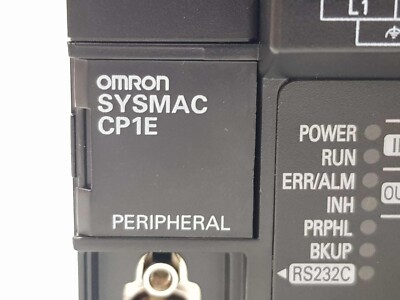 L1
OMRON
SYSMAC
CP1E
PERIPHERAL
POWER
RUN
ERR/ALM
INH
PRPHL
BKUP
RS232C